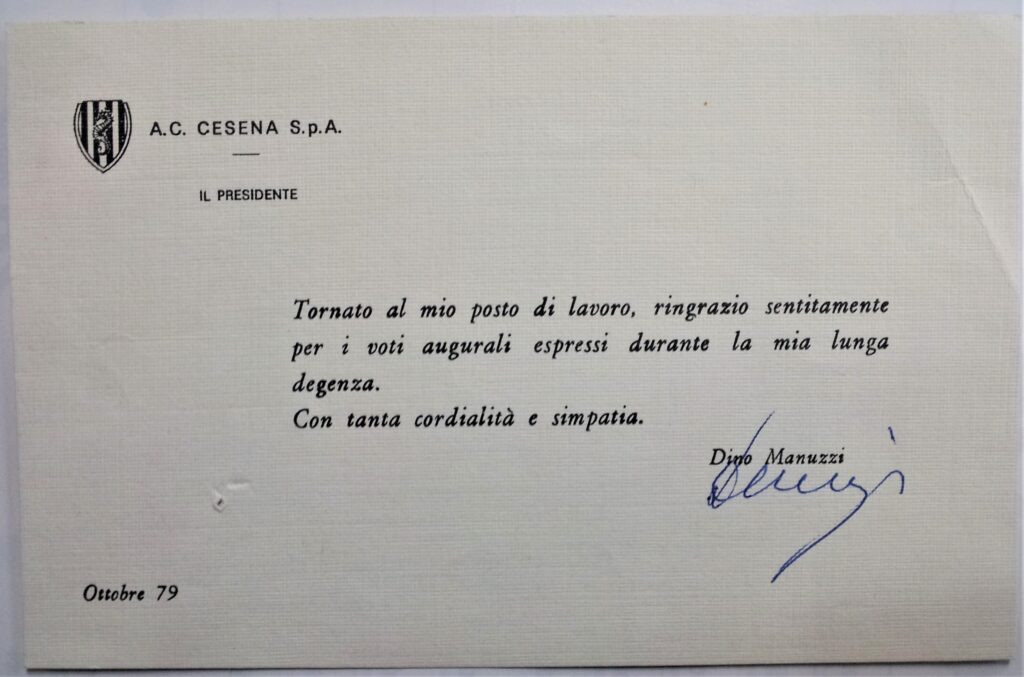 A.C. CESENA S.p.A.
IL PRESIDENTE
Tornato al mio posto di lavoro, ringrazio sentitamente
per i voti augurali espressi durante la mia lunga
degenza.
Con tanta cordialità e simpatia.
Dino Manuzzi
Ottobre 79